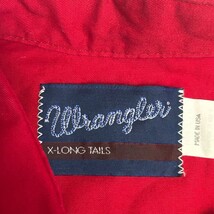 Wrangler
X-LONG TAILS
MADE IN USA